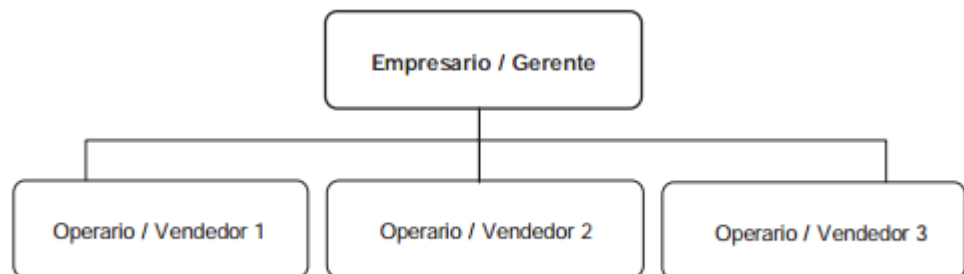 Empresario / Gerente
Operario / Vendedor 1
Operario / Vendedor 2
Operario / Vendedor 3